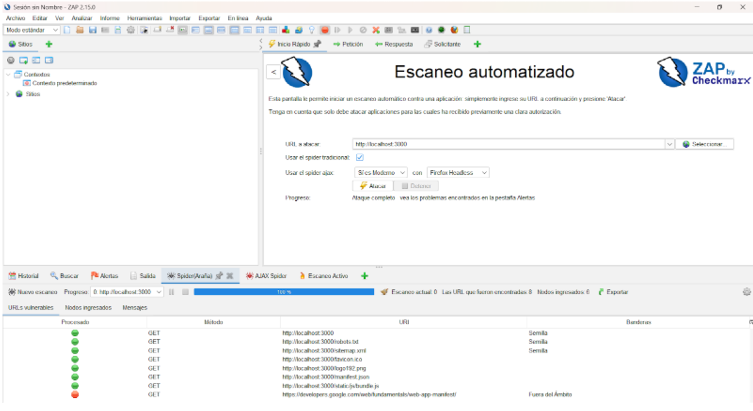 Sesión sin Nombre - ZAP 2.15.0
Archivo Editar Ver Analizar Informe Herramientas Importar Exportar En línea Ayuda
Modo estándar
Sitios
Inicio Rápido Petición Respuesta Solicitante
Contextos
Contexto predeterminado
Sitios
Escaneo automatizado
ZAP by Checkmarx
Esta pantalla le permite iniciar un escaneo automático contra una aplicación: simplemente ingrese su URL a continuación y presione 'Atacar'.
Tenga en cuenta que solo debe atacar aplicaciones para las cuales ha recibido previamente una clara autorización.
URL a atacar: http://localhost:3000 Seleccionar...
Usar el spider tradicional:
Usar el spider ajax: Si es Moderno con Firefox Headless
Atacar Detener
Progreso: Ataque completo vea los problemas encontrados en la pestaña Alertas
Historial Buscar Alertas Salida Spider(Araña) AJAX Spider Escaneo Activo
Nuevo escaneo Progreso: 0: http://localhost:3000 100 % Escaneo actual: 0 Las URL que fueron encontradas: 8 Nodos ingresados: 6 Exportar
URLs vulnerables Nodos ingresados Mensajes
Procesado Método URI Banderas
GET http://localhost:3000 Semilla
GET http://localhost:3000/robots.txt Semilla
GET http://localhost:3000/sitemap.xml Semilla
GET http://localhost:3000/favicon.ico
GET http://localhost:3000/logo192.png
GET http://localhost:3000/manifest.json
GET http://localhost:3000/static/js/bundle.js
GET https://developers.google.com/web/fundamentals/web-app-manifest/ Fuera del Ámbito